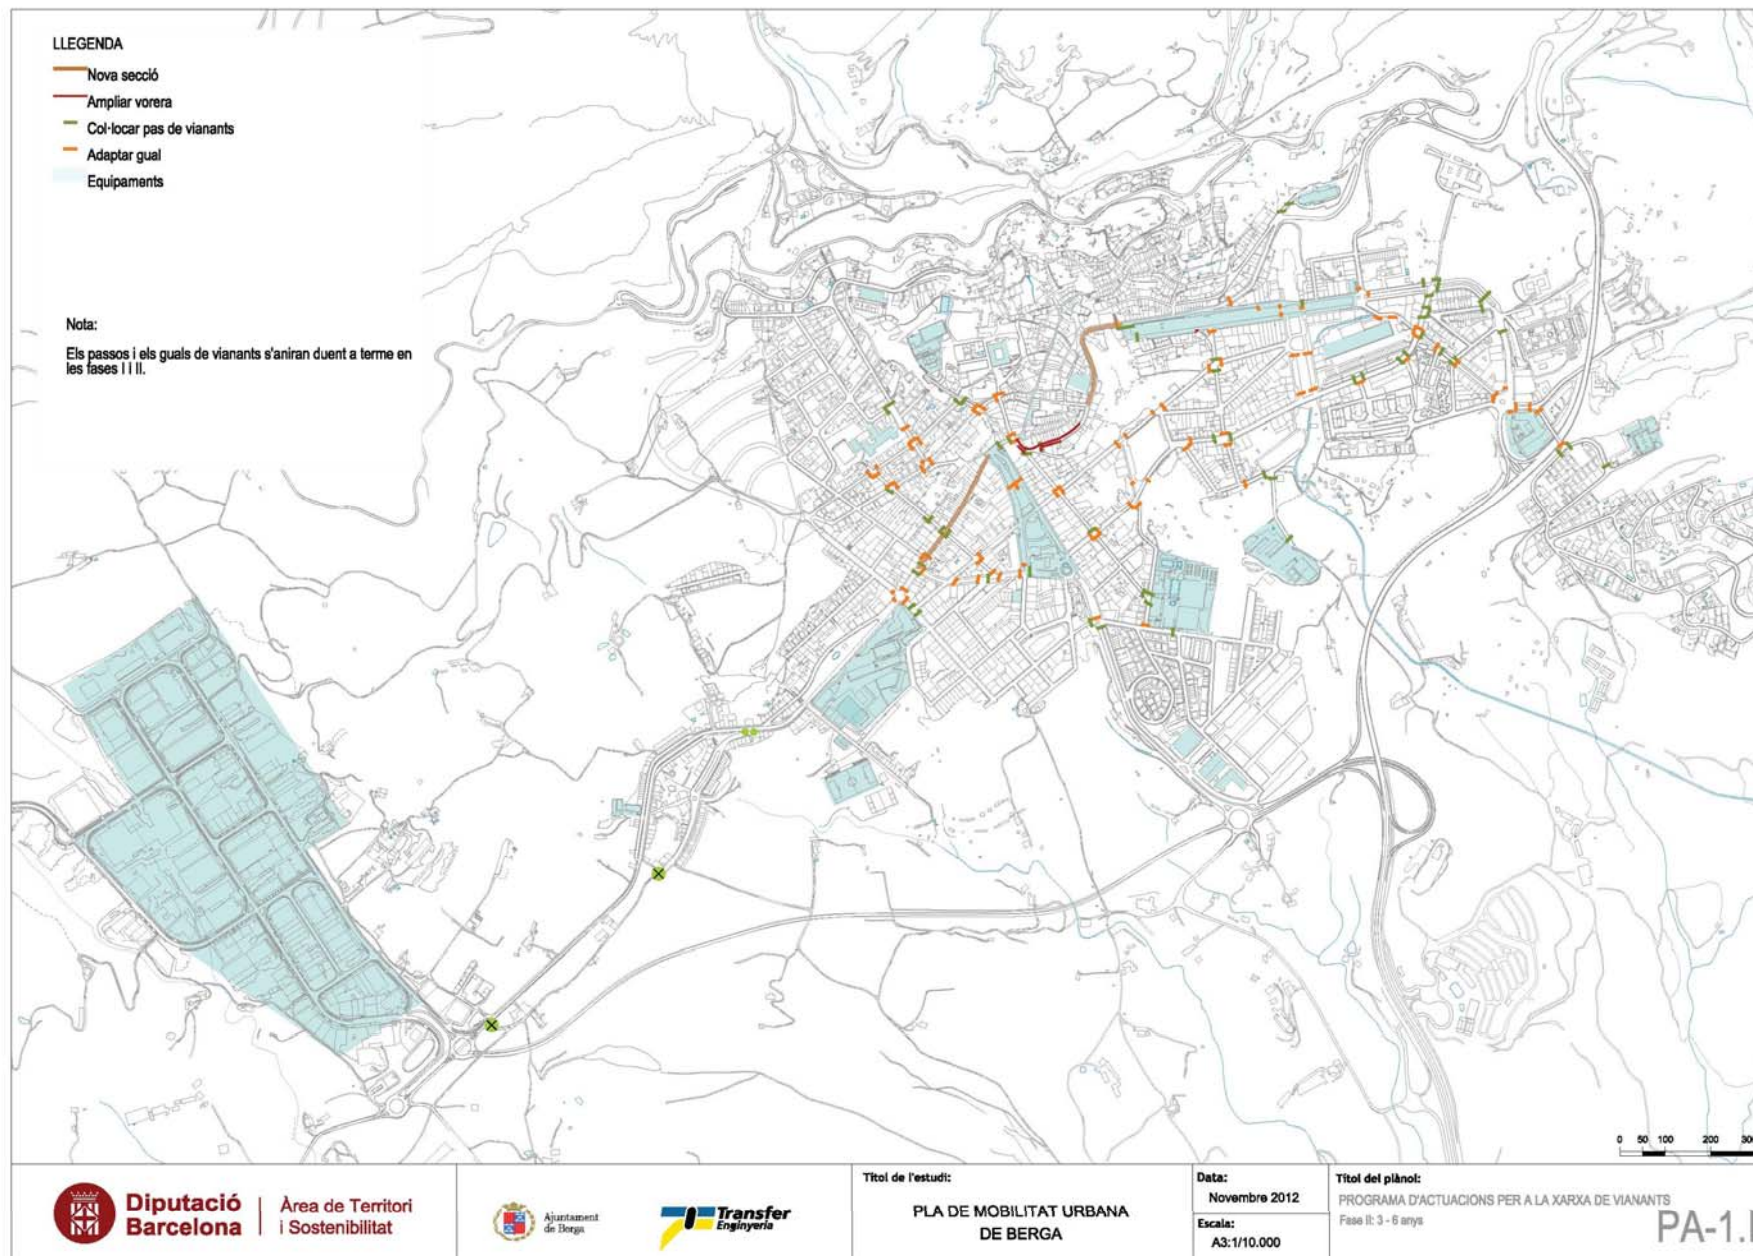 LLEGENDA
Nova secció
Ampliar vorera
Col·locar pas de vianants
Adaptar gual
Equipaments
Nota:
Els passos i els guals de vianants s'aniran duent a terme en
les fases I i II.
0 50 100 200
Diputació
Barcelona
Àrea de Territori
i Sostenibilitat
Ajuntament
de Berga
Transfer
Enginyeria
Títol de l'estudi:
PLA DE MOBILITAT URBANA
DE BERGA
Data:
Novembre 2012
Escala:
A3:1/10.000
Títol del plànol:
PROGRAMA D'ACTUACIONS PER A LA XARXA DE VIANANTS
Fase II: 3 - 6 anys